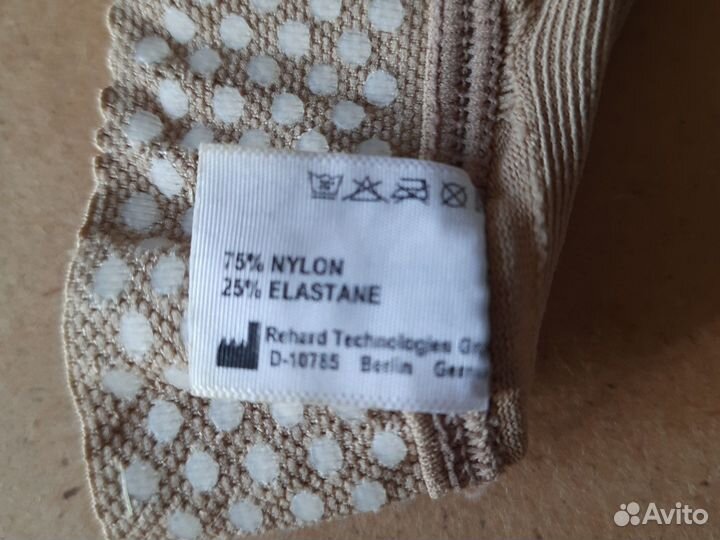 75% NYLON
25% ELASTANE
Rehard Technologies
D-10785 Berlin
Avito